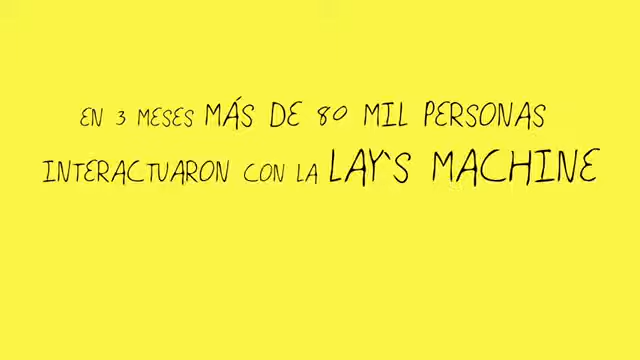 EN 3 MESES MÁS DE 80 MIL PERSONAS
INTERACTUARON CON LA LAY`S MACHINE